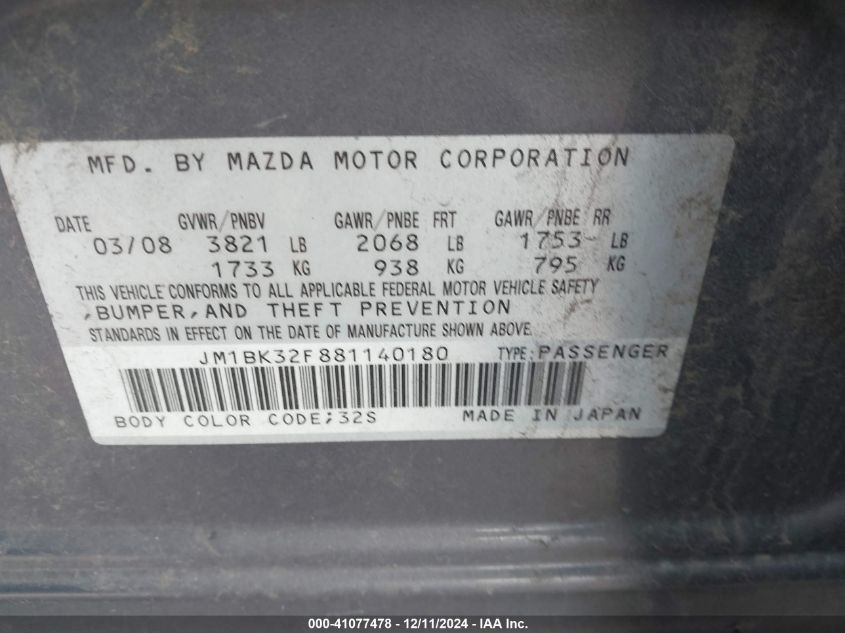 MFD. BY MAZDA MOTOR CORPORATION
DATE GVWR/PNBV GAWR/PNBE FRT GAWR/PNBE RR
03/08 3821 LB 2068 LB 1753 LB
1733 KG 938 KG 795 KG
THIS VEHICLE CONFORMS TO ALL APPLICABLE FEDERAL MOTOR VEHICLE SAFETY
,BUMPER,AND THEFT PREVENTION
STANDARDS IN EFFECT ON THE DATE OF MANUFACTURE SHOWN ABOVE.
JM1BK32F881140180 TYPE:PASSENGER
BODY COLOR CODE;32S MADE IN JAPAN
000-41077478 - 12/11/2024 - IAA Inc.